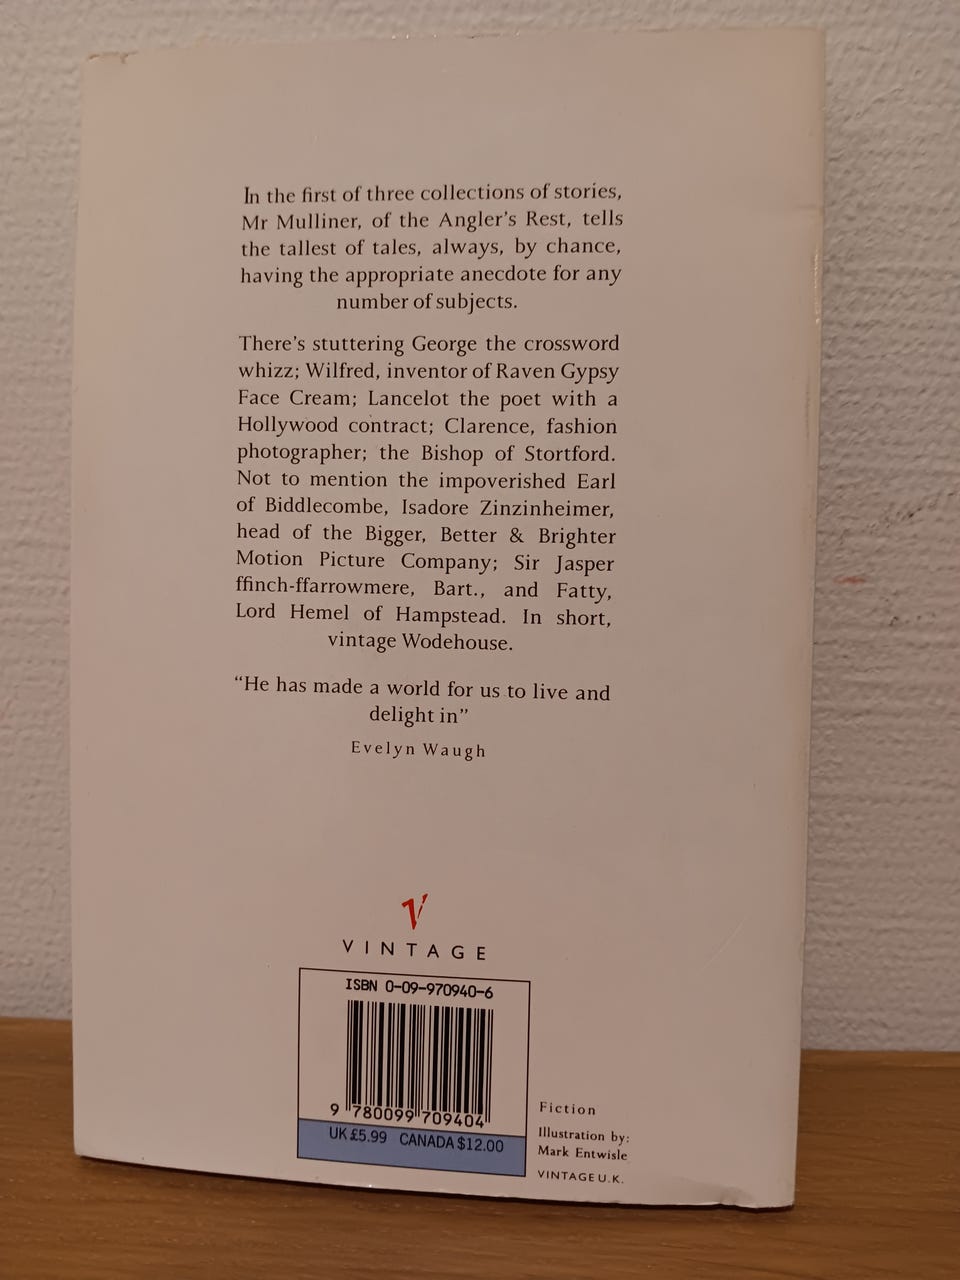 In the first of three collections of stories,
Mr Mulliner, of the Angler's Rest, tells
the tallest of tales, always, by chance,
having the appropriate anecdote for any
number of subjects.
There's stuttering George the crossword
whizz; Wilfred, inventor of Raven Gypsy
Face Cream; Lancelot the poet with a
Hollywood contract; Clarence, fashion
photographer; the Bishop of Stortford.
Not to mention the impoverished Earl
of Biddlecombe, Isadore Zinzinheimer,
head of the Bigger, Better & Brighter
Motion Picture Company; Sir Jasper
ffinch-ffarrowmere, Bart., and Fatty,
Lord Hemel of Hampstead. In short,
vintage Wodehouse.
“He has made a world for us to live and
delight in”
Evelyn Waugh
V
VINTAGE
ISBN 0-09-970940-6
9 780099 709404
UK £5.99 CANADA $12.00
Fiction
Illustration by:
Mark Entwisle
VINTAGE U.K.